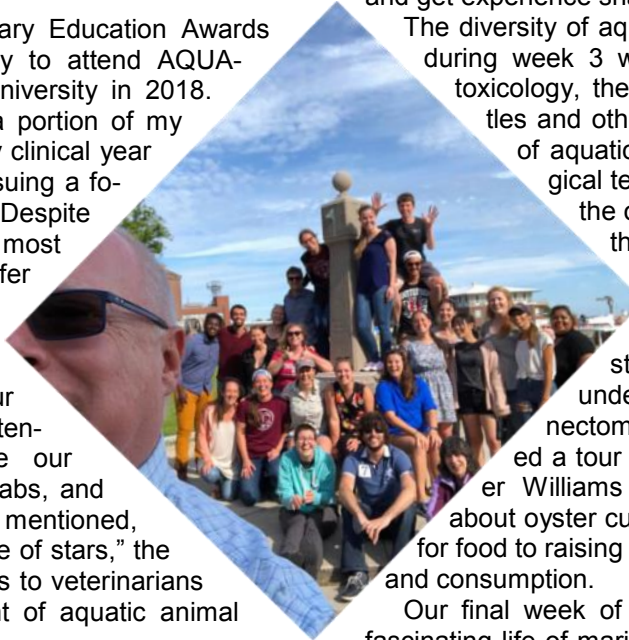 ary Education Awards
y to attend AQUA-
niversity in 2018.
a portion of my
y clinical year
suing a fo-
Despite
most
fer
ur
ten-
e our
abs, and
mentioned,
e of stars,” the
s to veterinarians
t of aquatic animal
and get experience
The diversity of aq
during week 3 w
toxicology, the
tles and oth
of aquatic
gical te
the
th
st
unde
nectom
ed a tour
er Williams
about oyster cu
for food to raising
and consumption.
Our final week of
fascinating life of